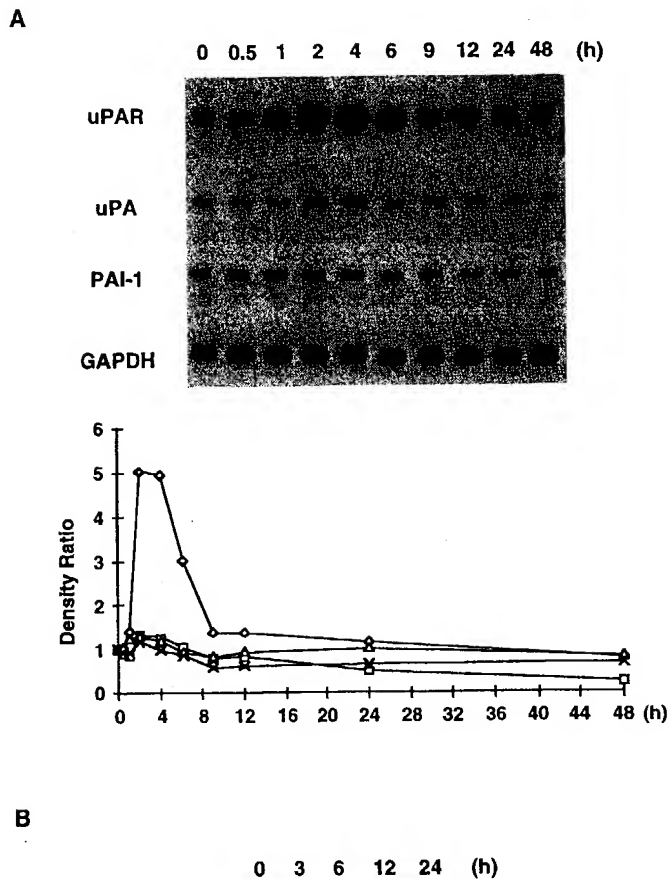 A
0 0.5 1 2 4 6 9 12 24 48 (h)
uPAR
uPA
PAI-1
GAPDH
6
5
4
3
2
1
0
Density Ratio
0 4 8 12 16 20 24 28 32 36 40 44 48 (h)
B
0 3 6 12 24 (h)